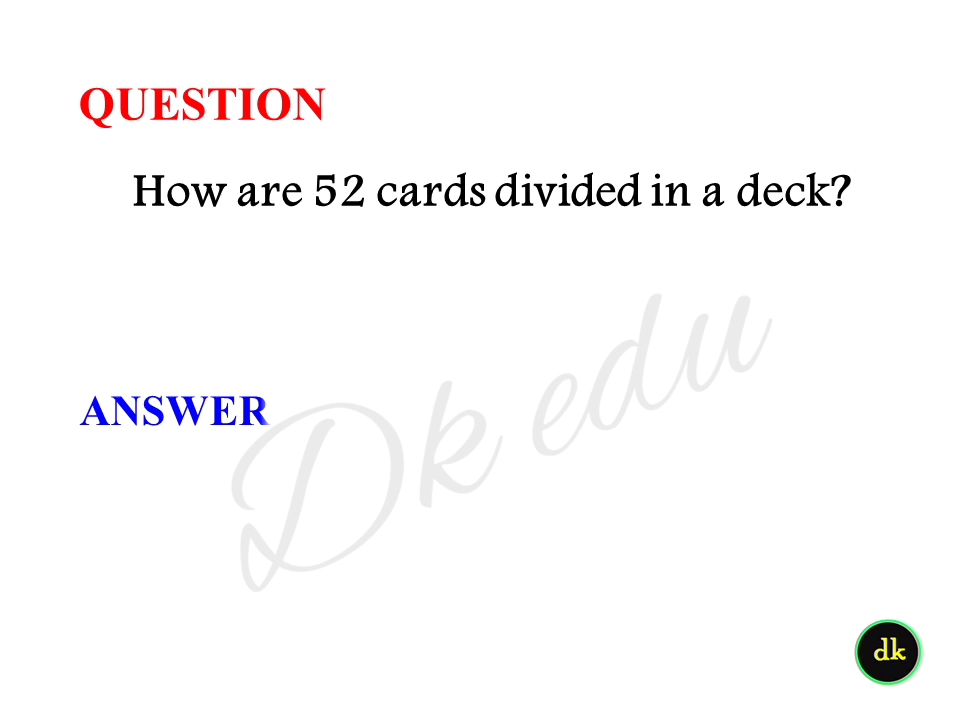 QUESTION
How are 52 cards divided in a deck?
Dk edu
ANSWER
dk